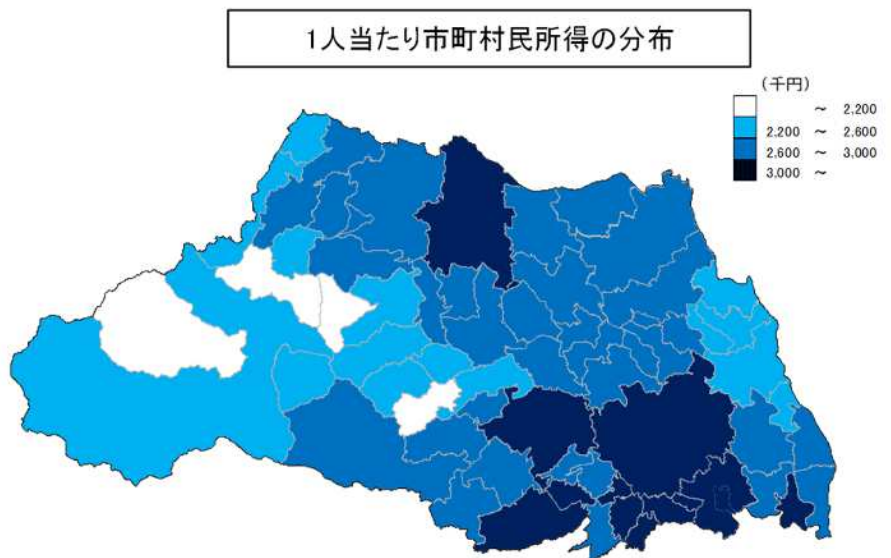 1人当たり市町村民所得の分布
(千円)
～ 2,200
2,200 ～ 2,600
2,600 ～ 3,000
3,000 ～